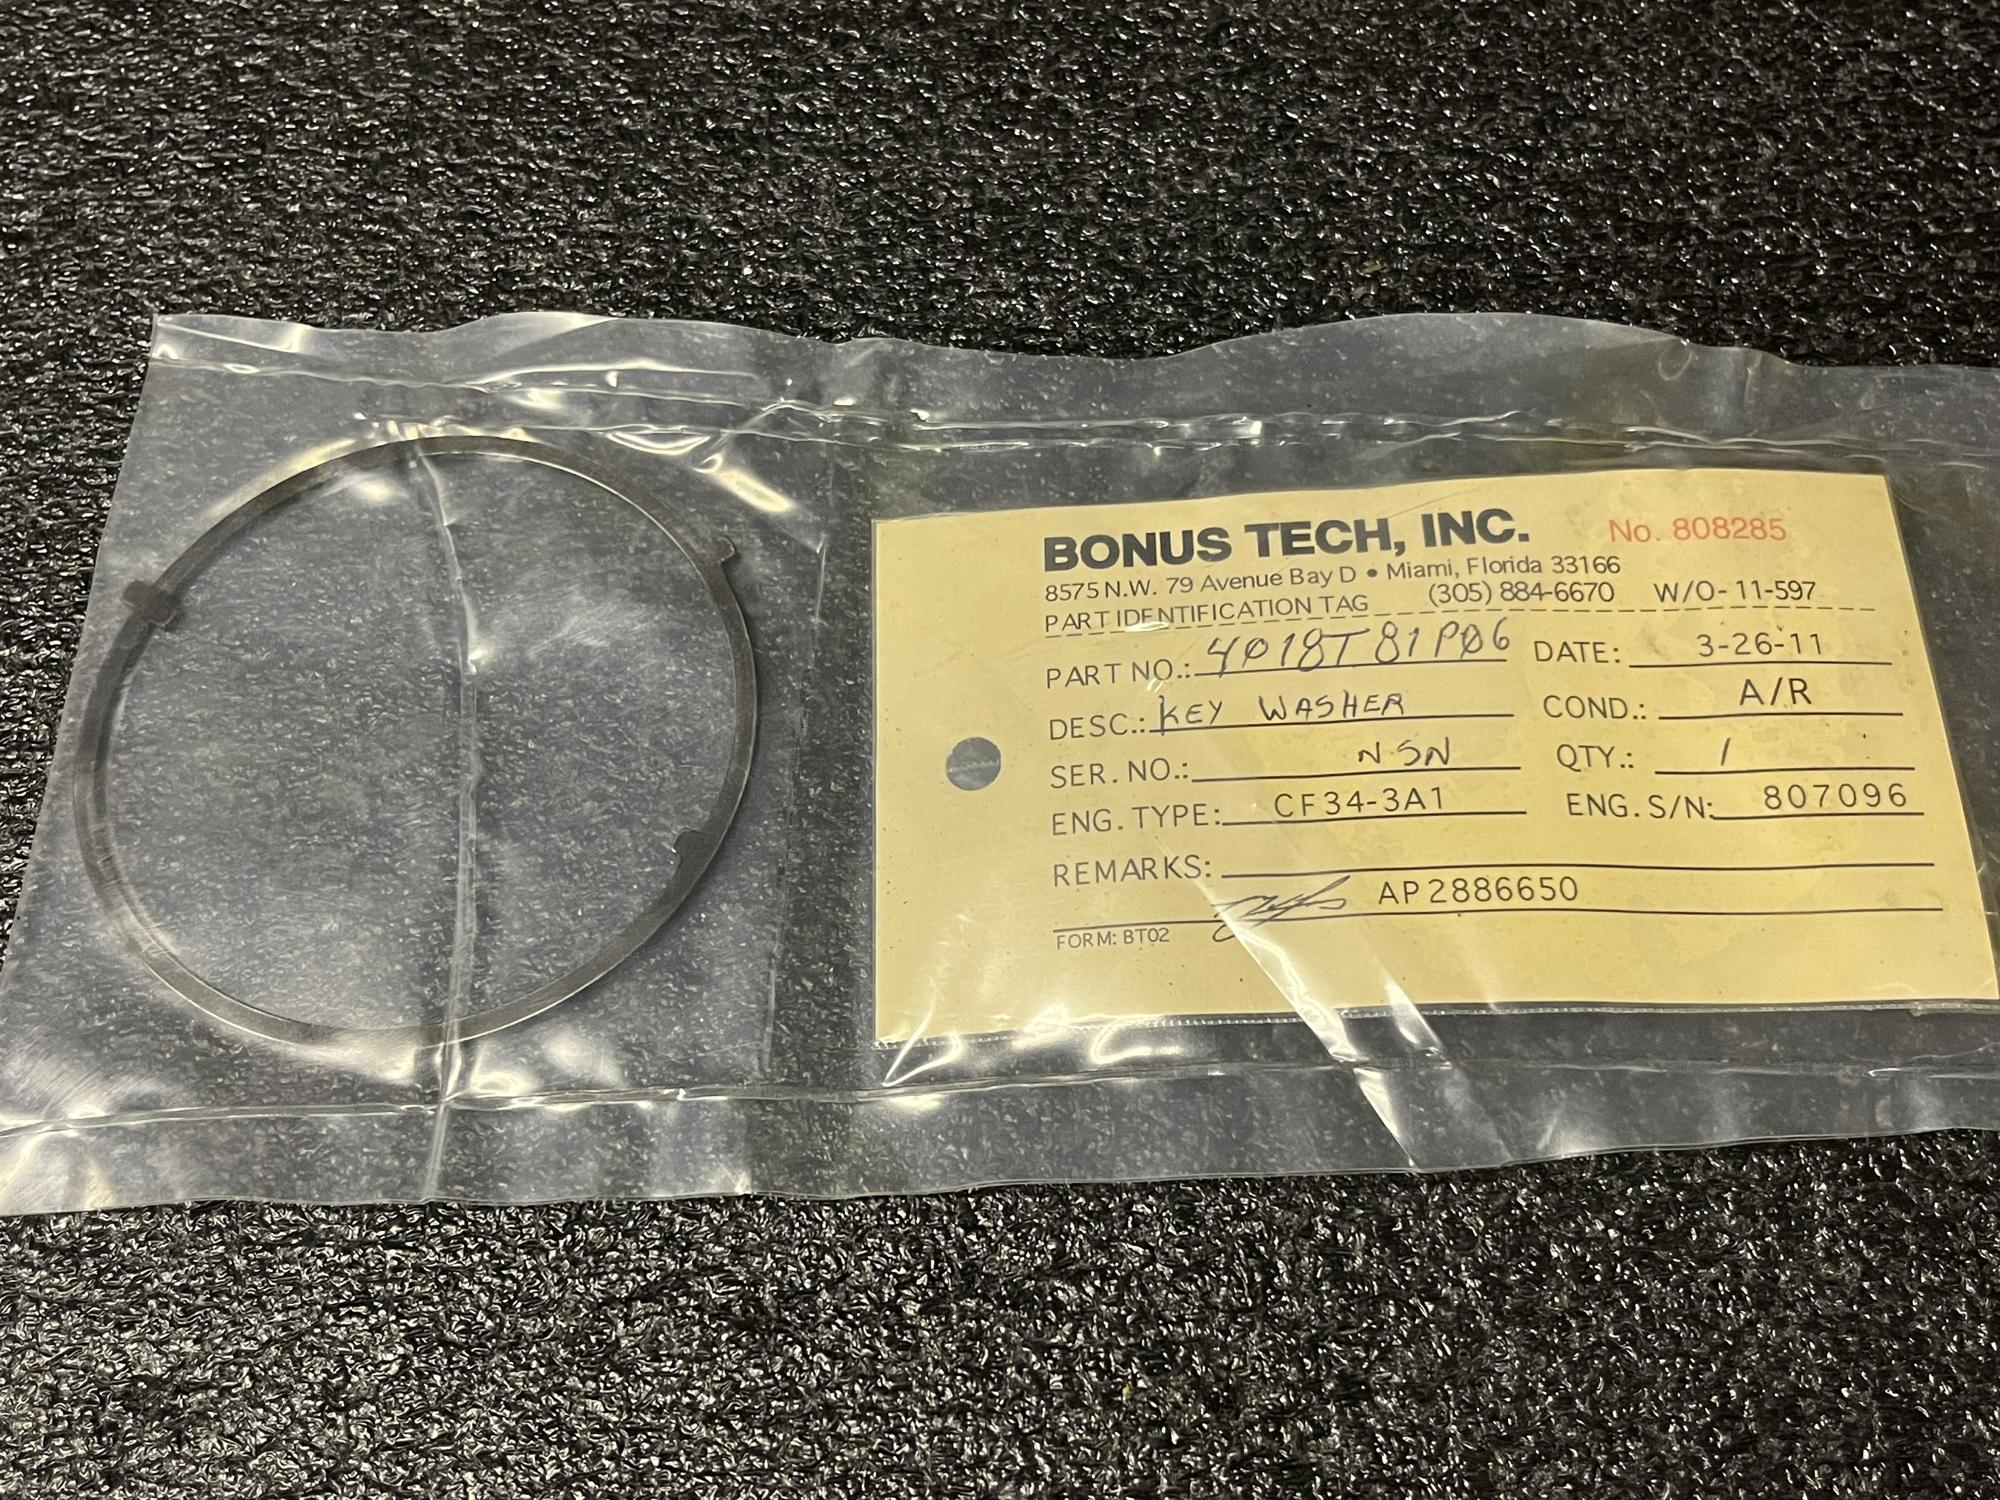 BONUS TECH, INC. No. 808285
8575 N.W. 79 Avenue Bay D • Miami, Florida 33166
PART IDENTIFICATION TAG (305) 884-6670 W/O- 11-597
PART NO.: 4018T81P06 DATE: 3-26-11
DESC.: KEY WASHER COND.: A/R
SER. NO.: NSN QTY.: 1
ENG. TYPE: CF34-3A1 ENG. S/N: 807096
REMARKS:
AP2886650
FORM: BT02